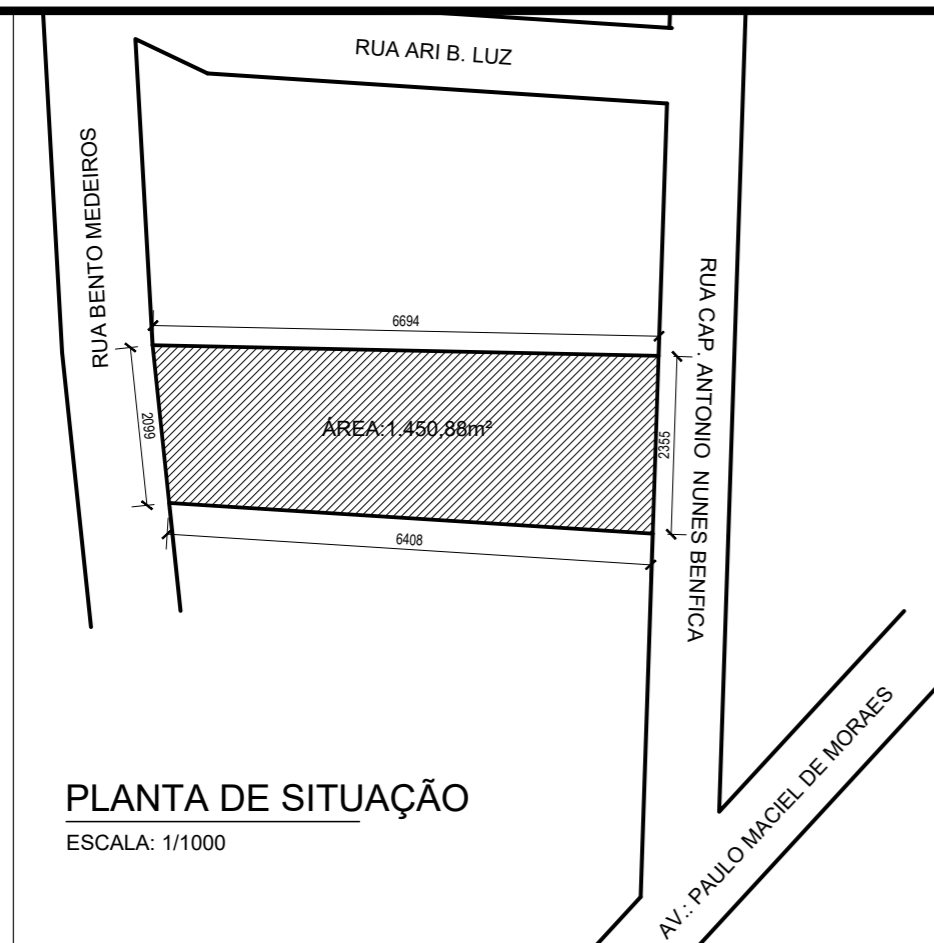 RUA ARI B. LUZ
RUA BENTO MEDEIROS
RUA CAP. ANTONIO NUNES BENFICA
6694
2099
ÁREA:1.450,88m²
2355
6408
PLANTA DE SITUAÇÃO
ESCALA: 1/1000
AV.: PAULO MACIEL DE MORAES